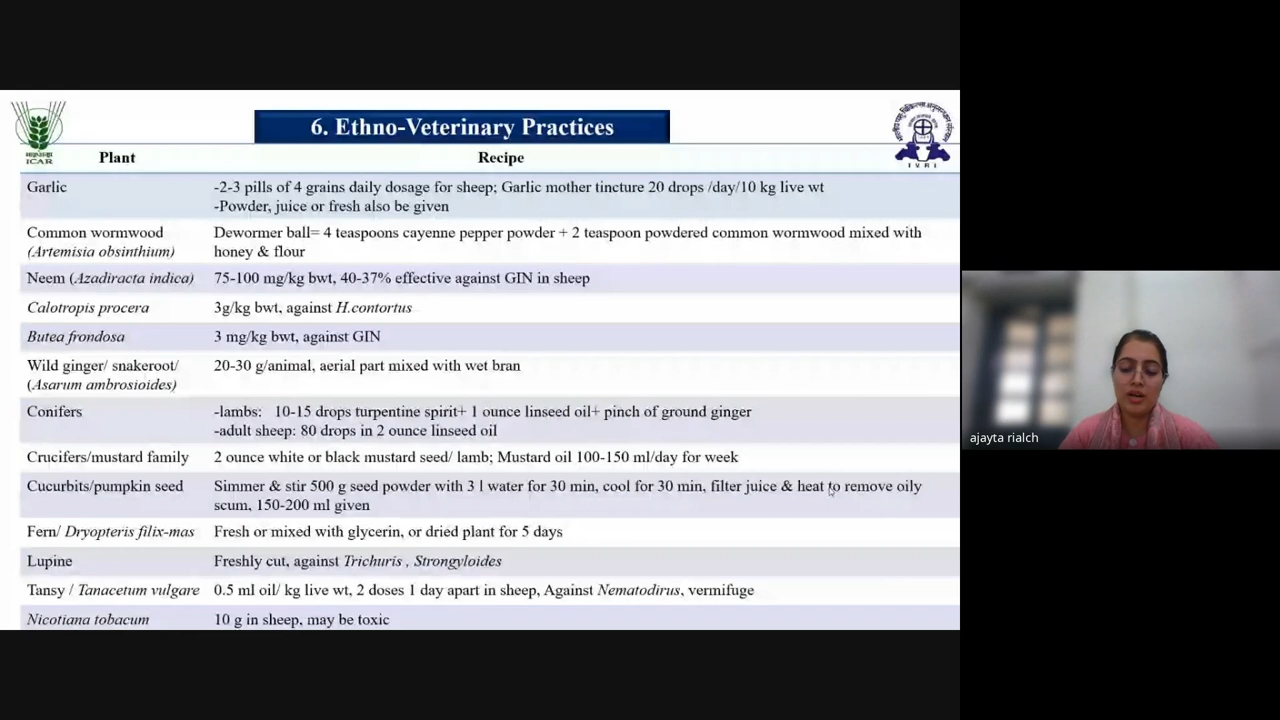 6. Ethno-Veterinary Practices
ICAR
I V R I
Plant Recipe
Garlic -2-3 pills of 4 grains daily dosage for sheep; Garlic mother tincture 20 drops /day/10 kg live wt
-Powder, juice or fresh also be given
Common wormwood Dewormer ball= 4 teaspoons cayenne pepper powder + 2 teaspoon powdered common wormwood mixed with
(Artemisia obsinthium) honey & flour
Neem (Azadiracta indica) 75-100 mg/kg bwt, 40-37% effective against GIN in sheep
Calotropis procera 3g/kg bwt, against H.contortus
Butea frondosa 3 mg/kg bwt, against GIN
Wild ginger/ snakeroot/ 20-30 g/animal, aerial part mixed with wet bran
(Asarum ambrosioides)
Conifers -lambs: 10-15 drops turpentine spirit+ 1 ounce linseed oil+ pinch of ground ginger
-adult sheep: 80 drops in 2 ounce linseed oil
Crucifers/mustard family 2 ounce white or black mustard seed/ lamb; Mustard oil 100-150 ml/day for week
Cucurbits/pumpkin seed Simmer & stir 500 g seed powder with 3 l water for 30 min, cool for 30 min, filter juice & heat to remove oily
scum, 150-200 ml given
Fern/ Dryopteris filix-mas Fresh or mixed with glycerin, or dried plant for 5 days
Lupine Freshly cut, against Trichuris , Strongyloides
Tansy / Tanacetum vulgare 0.5 ml oil/ kg live wt, 2 doses 1 day apart in sheep, Against Nematodirus, vermifuge
Nicotiana tobacum 10 g in sheep, may be toxic
ajayta rialch